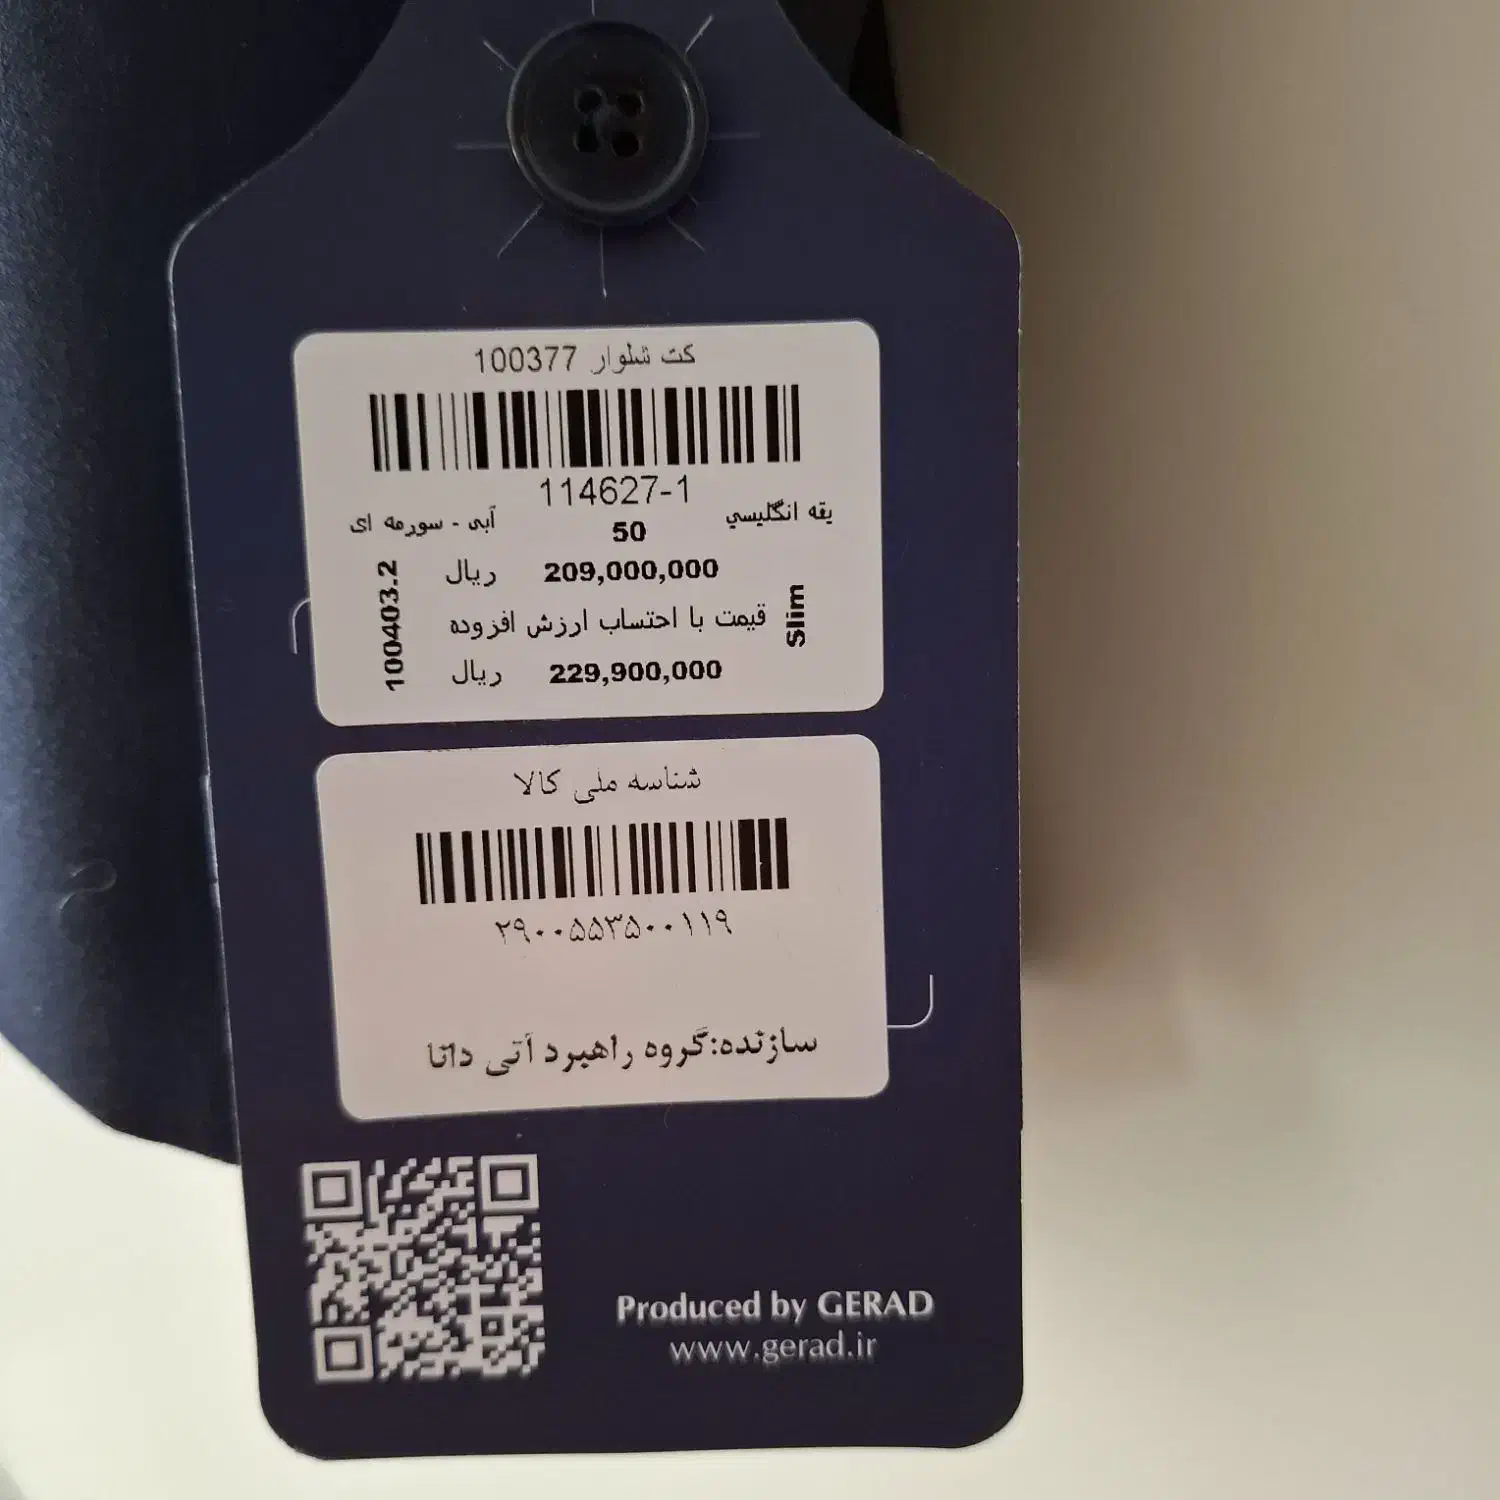 کت شلوار 100377
114627-1
یقه انگلیسي 50 آبی - سورمه ای
209,000,000 ریال
قیمت با احتساب ارزش افزوده
229,900,000 ریال
Slim
100403.2
شناسه ملی کالا
۲۹۰۰۵۵۳۵۰۰۱۱۹
سازنده:گروه راهبرد آتی داتا
Produced by GERAD
www.gerad.ir